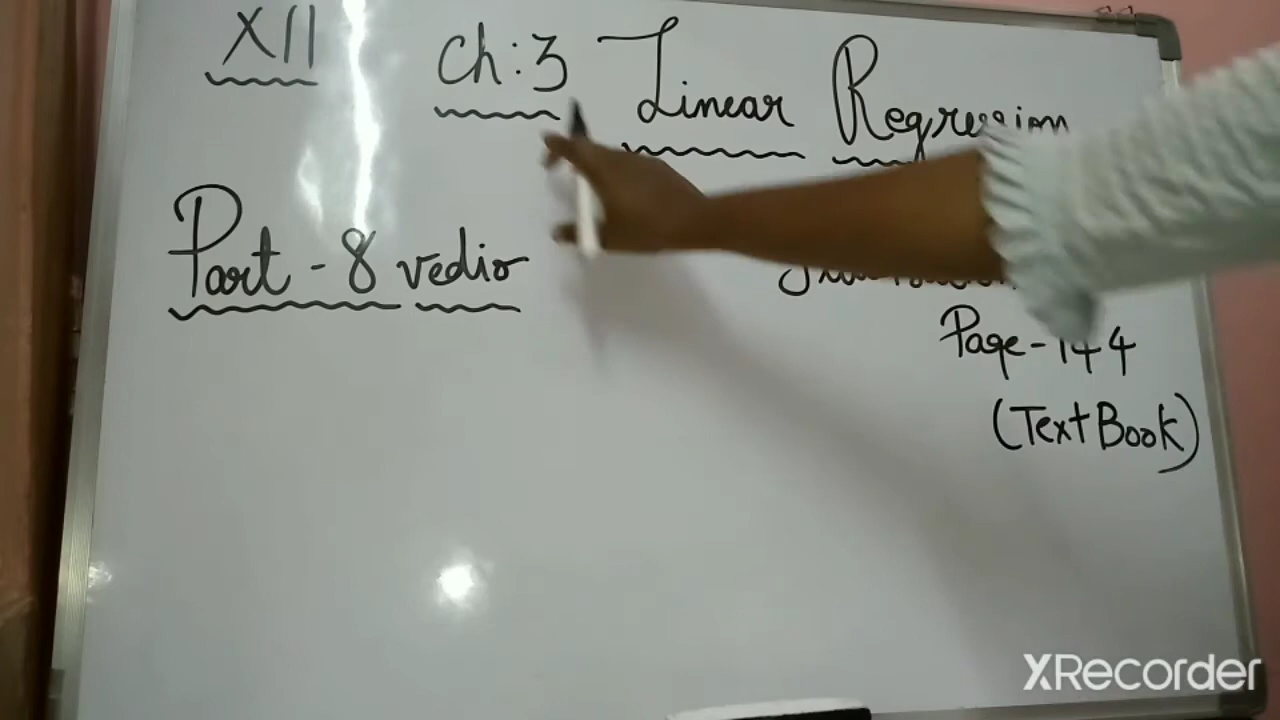 XII Ch:3 Linear Regression
Part - 8 vedio
Page - 144
(Text Book)
XRecorder